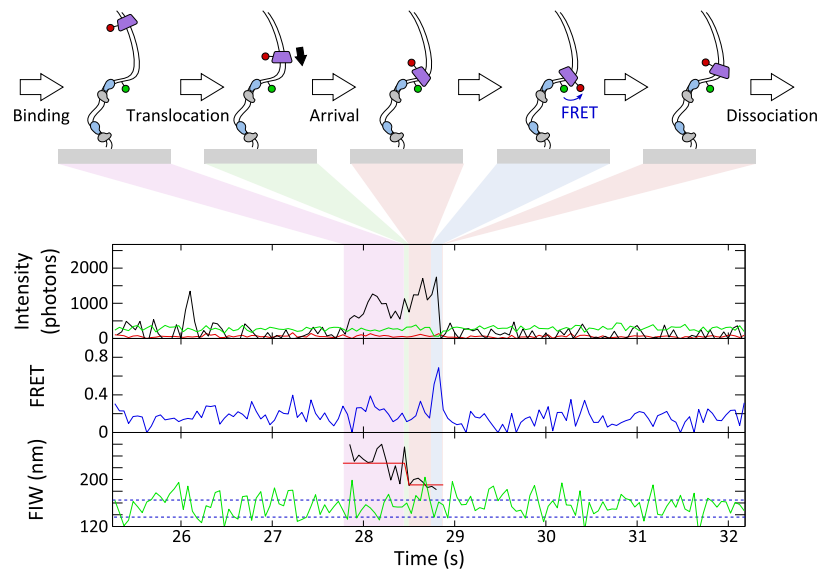 Binding
Translocation
Arrival
FRET
Dissociation
Intensity
(photons)
2000
1000
0
FRET
0.8
0.4
0
FIW (nm)
200
120
26 27 28 29 30 31 32
Time (s)